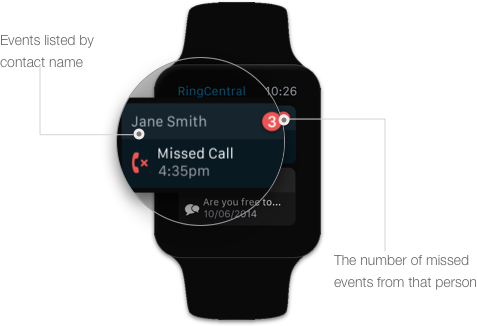 Events listed by
contact name
RingCentral 10:26
Jane Smith 3
Missed Call
4:35pm
Are you free to...
10/06/2014
The number of missed
events from that person